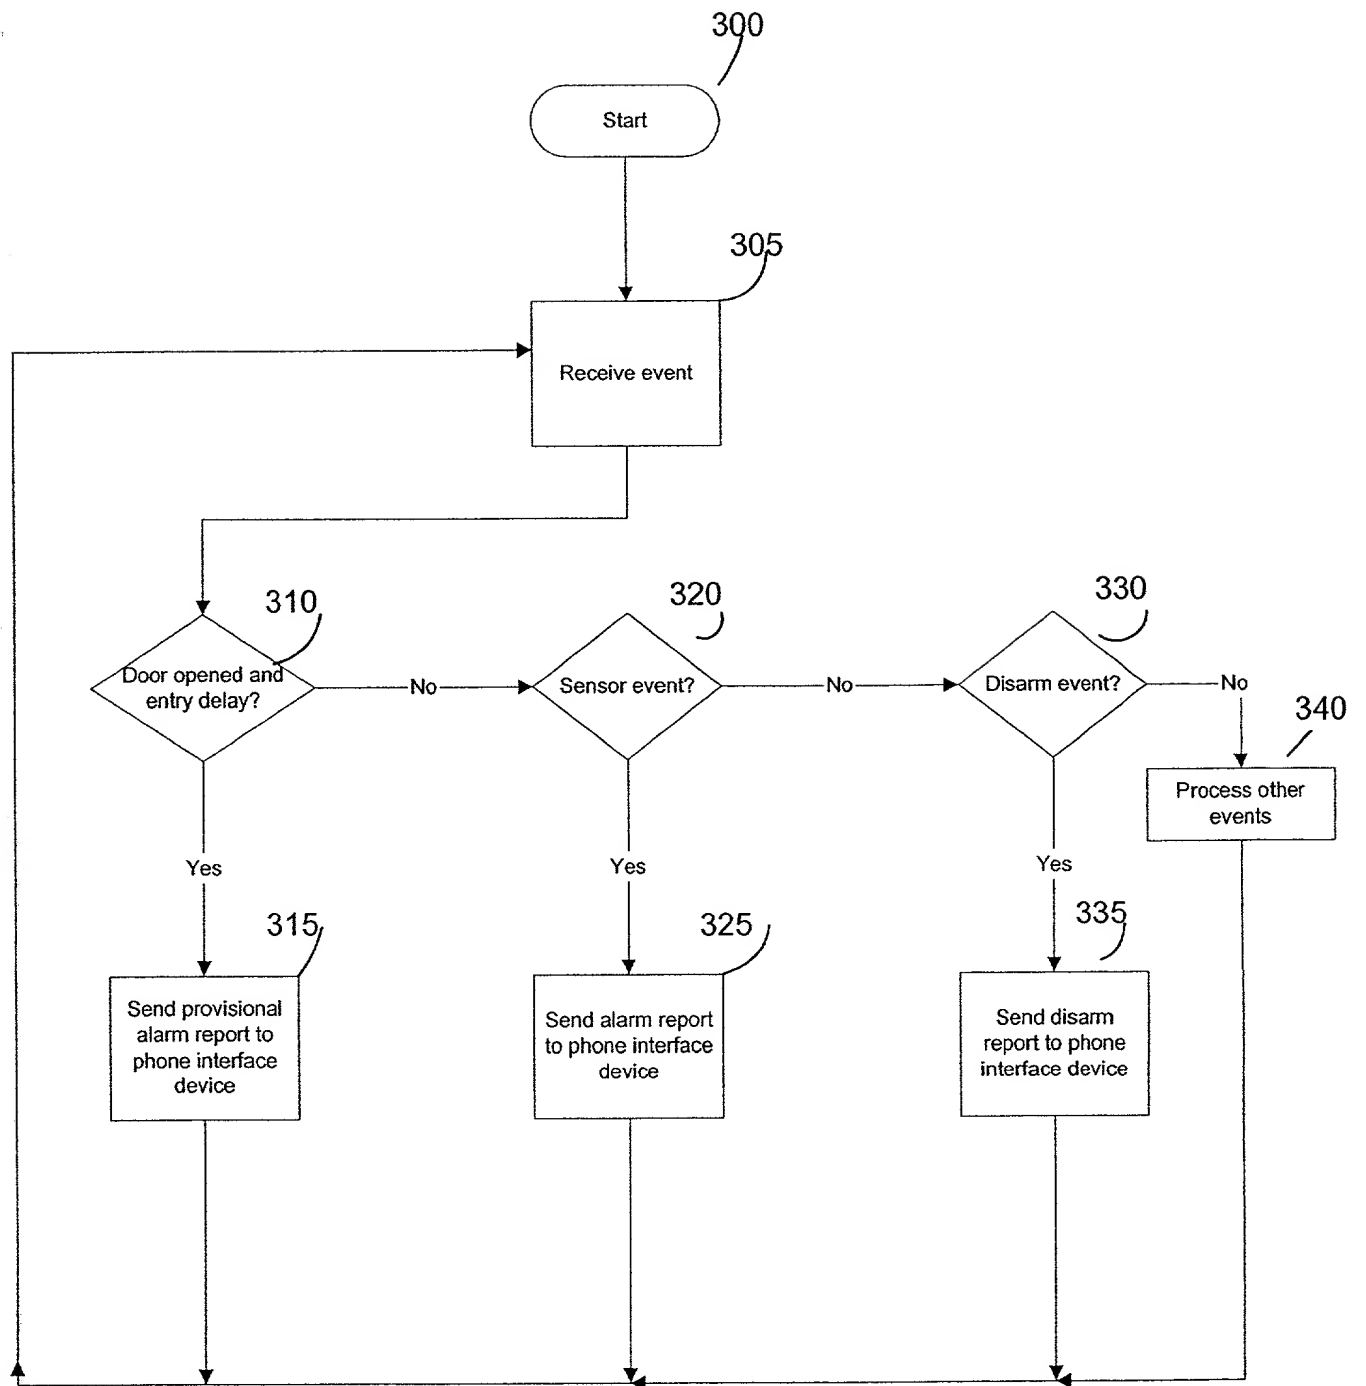 300
Start
305
Receive event
310
320
330
Door opened and
entry delay?
No
Sensor event?
No
Disarm event?
No
340
Process other
events
Yes
Yes
Yes
315
325
335
Send provisional
alarm report to
phone interface
device
Send alarm report
to phone interface
device
Send disarm
report to phone
interface device